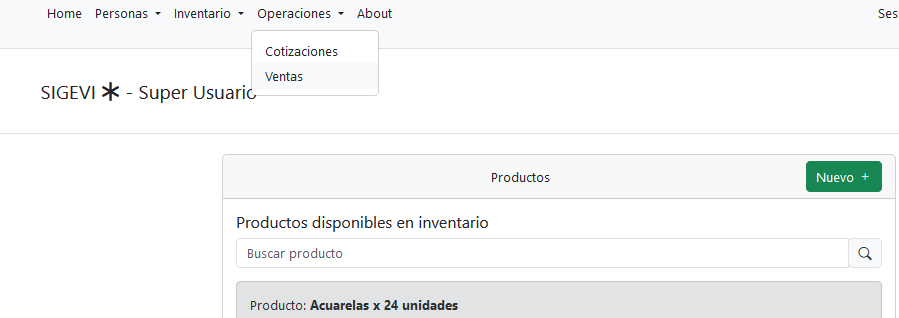 Home Personas Inventario Operaciones About Ses
Cotizaciones
Ventas
SIGEVI - Super Usuario
Productos Nuevo +
Productos disponibles en inventario
Buscar producto
Producto: Acuarelas x 24 unidades